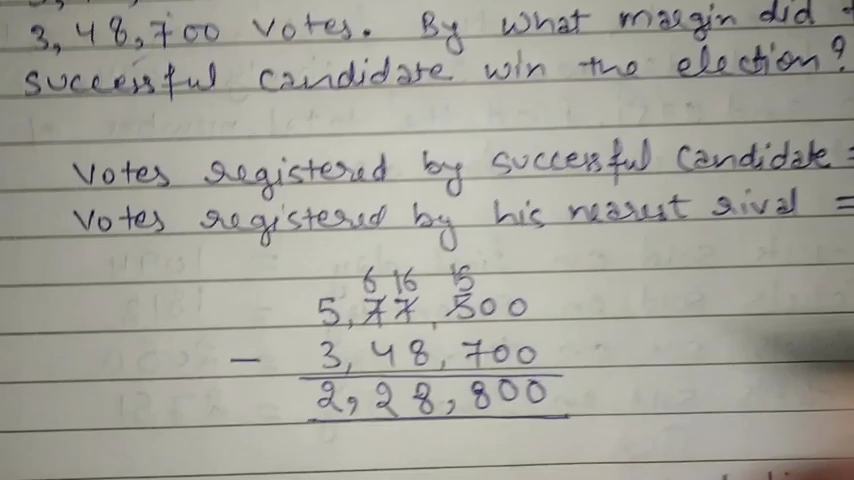 3,48,700 votes. By what margin did
successful candidate win the election?
Votes registered by successful candidate =
Votes registered by his nearest rival =
6 16 15
5,77,500
- 3,48,700
2,28,800